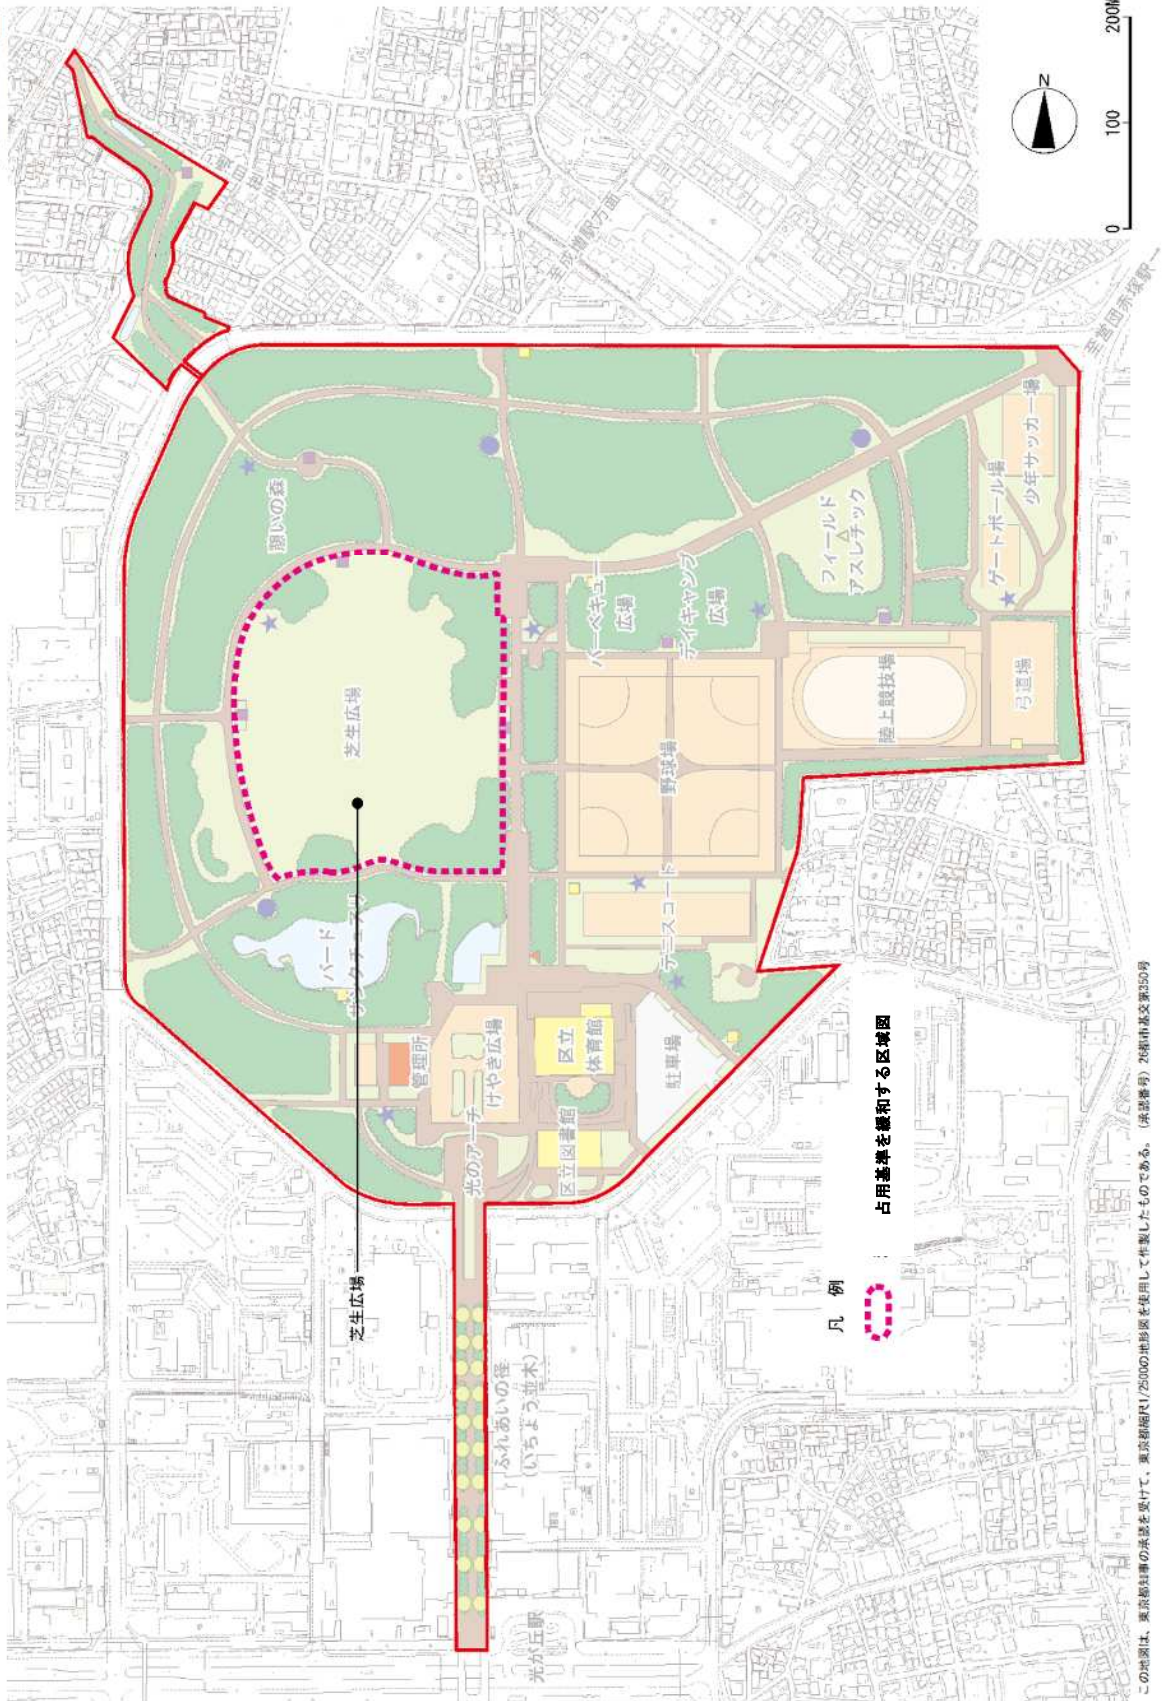 至成増駅方面
至営団赤塚駅
憩いの森
芝生広場
バード
サンクチュアリ
バーベキュー
広場
デイキャンプ
広場
フィールド
アスレチック
ゲートボール場
少年サッカー場
野球場
陸上競技場
弓道場
テニスコート
管理所
けやき広場
光のアーチ
区立
体育館
区立図書館
駐車場
芝生広場
ふれあいの径
(いちょう並木)
光が丘駅
凡 例
占用基準を緩和する区域図
N
0 100 200m
この地図は、東京都知事の承認を受けて、東京都縮尺1/2500の地形図を使用して作製したものである。(承認番号) 26都市基交第350号